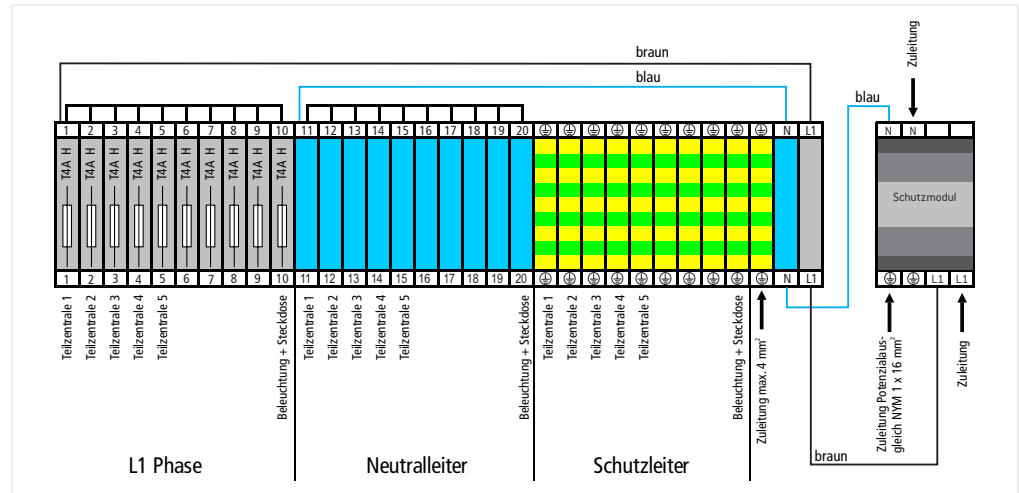 braun
blau
Zuleitung
blau
1 2 3 4 5 6 7 8 9 10 11 12 13 14 15 16 17 18 19 20 N L1
N N
T4A H T4A H T4A H T4A H T4A H T4A H T4A H T4A H T4A H T4A H
Schutzmodul
1 2 3 4 5 6 7 8 9 10 11 12 13 14 15 16 17 18 19 20 N L1
L1 L1
Teilzentrale 1
Teilzentrale 2
Teilzentrale 3
Teilzentrale 4
Teilzentrale 5
Beleuchtung + Steckdose
Teilzentrale 1
Teilzentrale 2
Teilzentrale 3
Teilzentrale 4
Teilzentrale 5
Beleuchtung + Steckdose
Teilzentrale 1
Teilzentrale 2
Teilzentrale 3
Teilzentrale 4
Teilzentrale 5
Beleuchtung + Steckdose
Zuleitung max. 4 mm²
Zuleitung Potenzialaus-
gleich NYM 1 x 16 mm²
Zuleitung
braun
L1 Phase
Neutralleiter
Schutzleiter